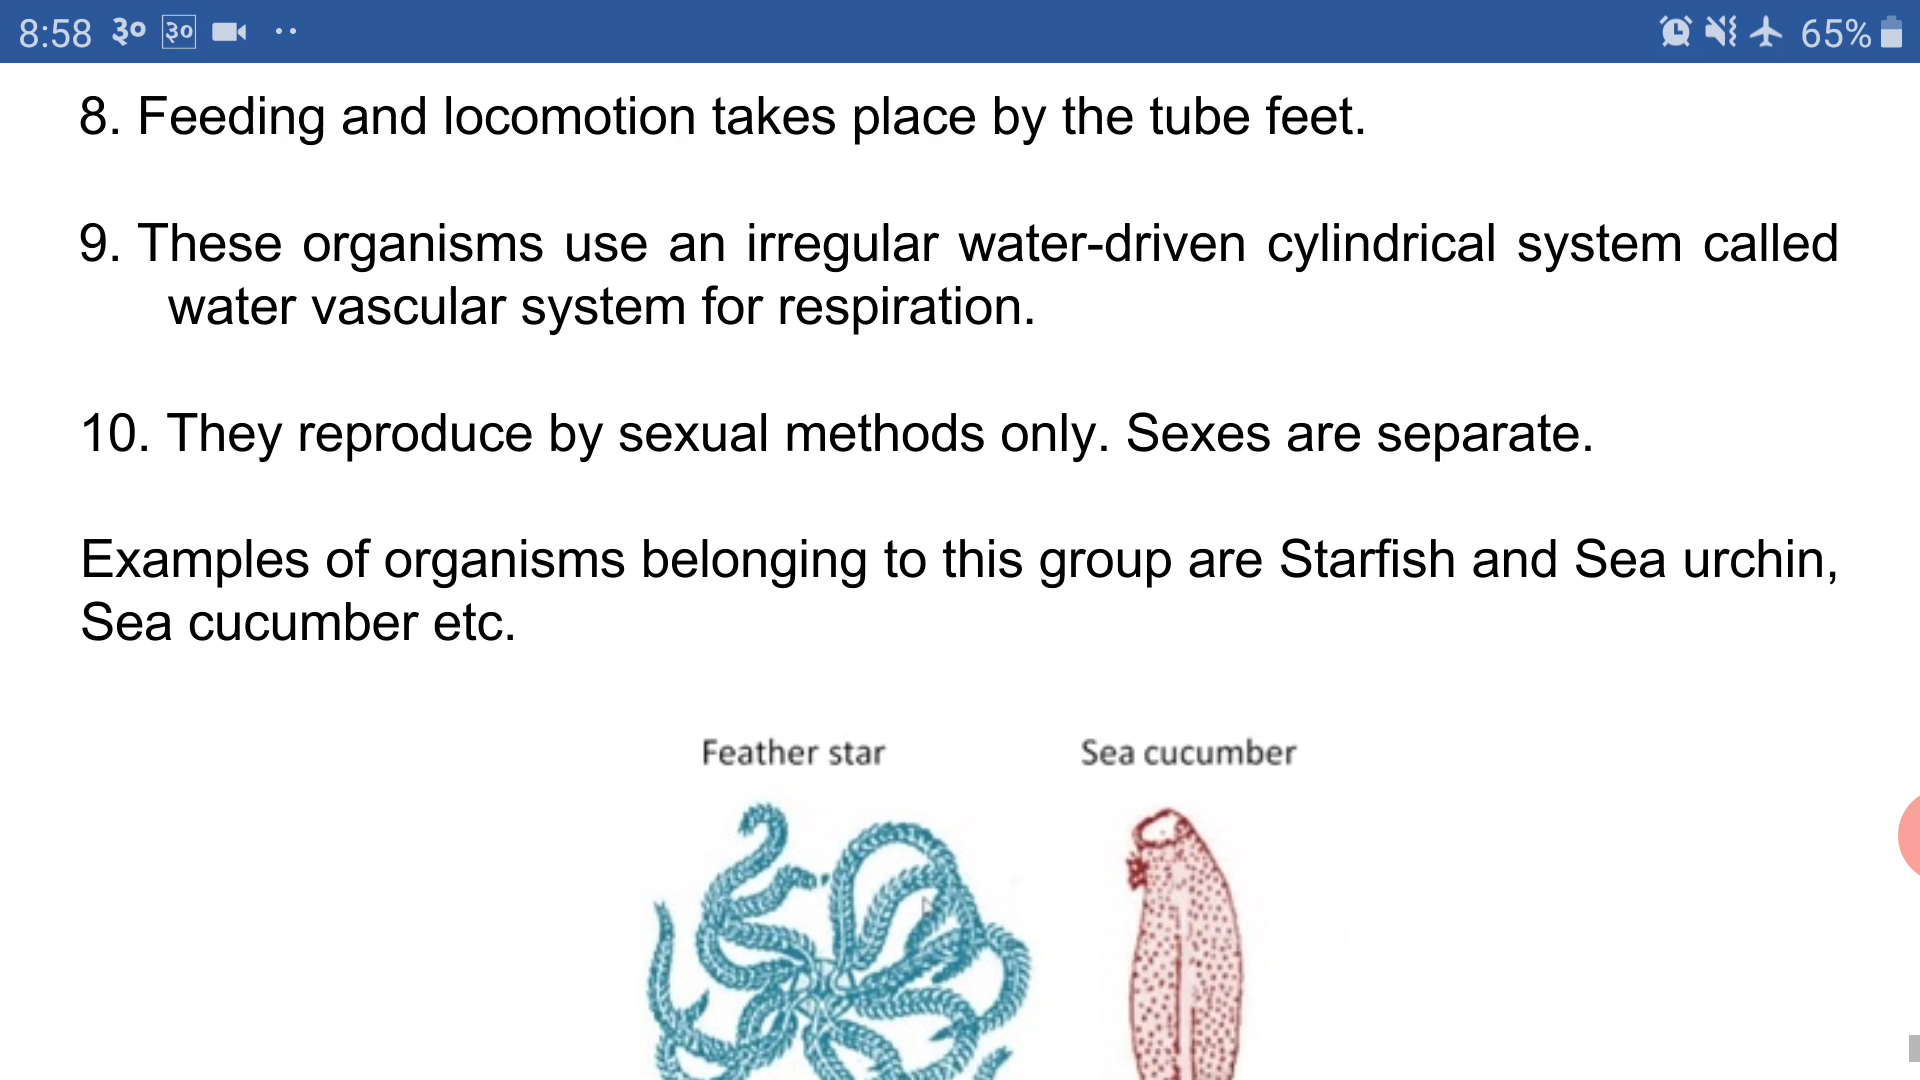 8:58 ३० ३० 65%
8. Feeding and locomotion takes place by the tube feet.
9. These organisms use an irregular water-driven cylindrical system called
water vascular system for respiration.
10. They reproduce by sexual methods only. Sexes are separate.
Examples of organisms belonging to this group are Starfish and Sea urchin,
Sea cucumber etc.
Feather star Sea cucumber